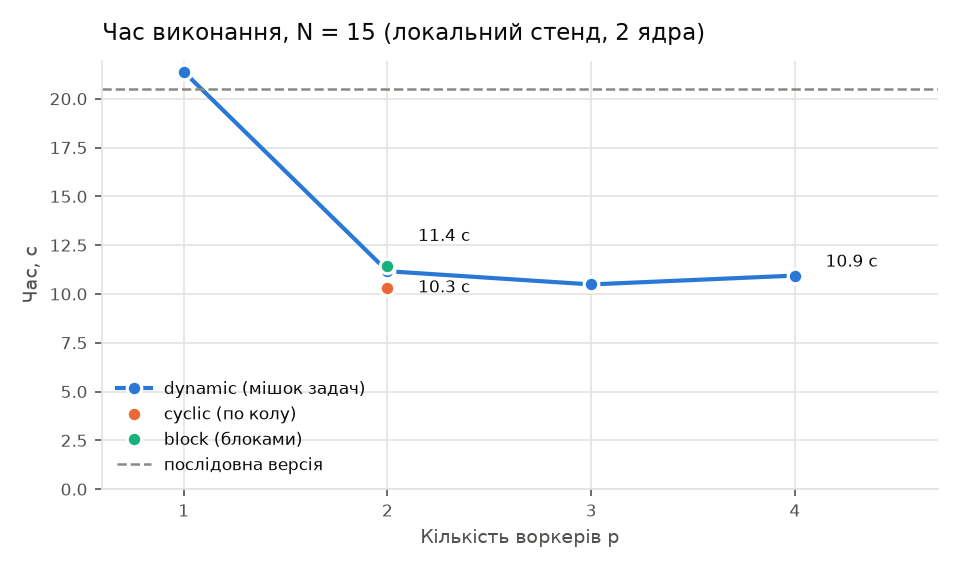 Час виконання, N = 15 (локальний стенд, 2 ядра)
Час, с
20.0
17.5
15.0
12.5
10.0
7.5
5.0
2.5
0.0
11.4 с
10.3 с
10.9 с
dynamic (мішок задач)
cyclic (по колу)
block (блоками)
послідовна версія
1
2
3
4
Кількість воркерів p